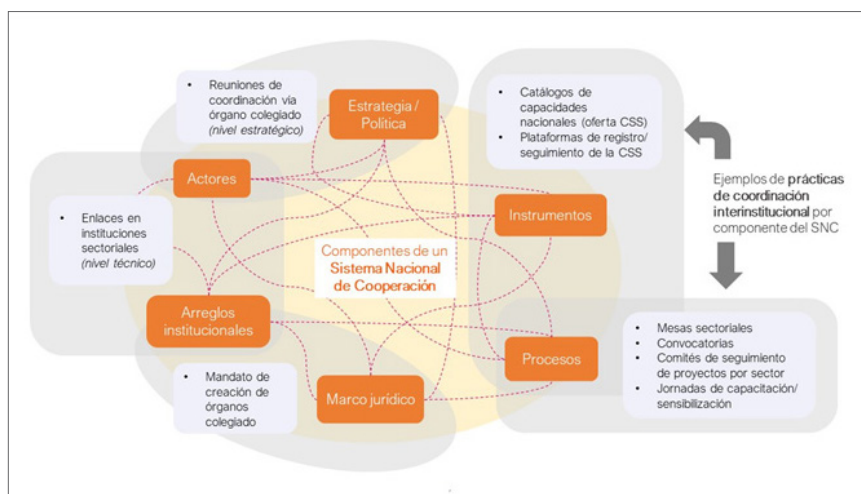 Reuniones de
coordinación via
órgano colegiado
(nivel estratégico)
Estrategia /
Política
Catálogos de
capacidades
nacionales (oferta CSS)
Plataformas de registro/
seguimiento de la CSS
Actores
Ejemplos de prácticas
de coordinación
interinstitucional por
componente del SNC
Enlaces en
instituciones
sectoriales
(nivel técnico)
Instrumentos
Componentes de un
Sistema Nacional
de Cooperación
Arreglos
institucionales
Procesos
Mesas sectoriales
Convocatorias
Comités de seguimiento
de proyectos por sector
Jornadas de capacitación/
sensibilización
Mandato de
creación de
órganos
colegiado
Marco jurídico